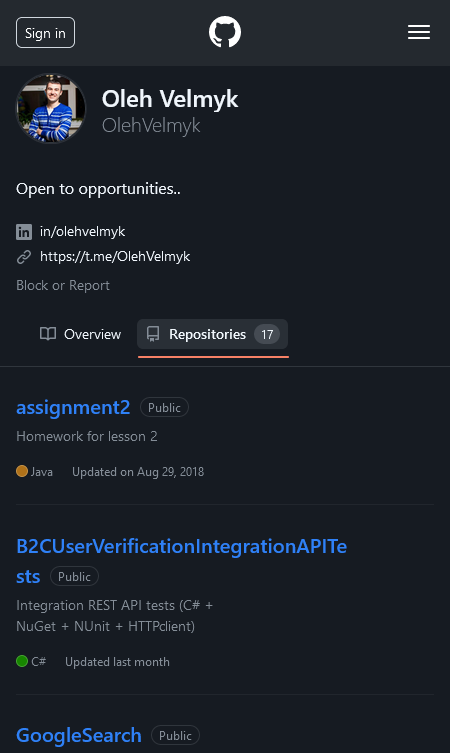 Sign in
Oleh Velmyk
OlehVelmyk
Open to opportunities..
in/olehvelmyk
https://t.me/OlehVelmyk
Block or Report
Overview Repositories 17
assignment2 Public
Homework for lesson 2
Java Updated on Aug 29, 2018
B2CUserVerificationIntegrationAPITe
sts Public
Integration REST API tests (C# +
NuGet + NUnit + HTTPclient)
C# Updated last month
GoogleSearch Public